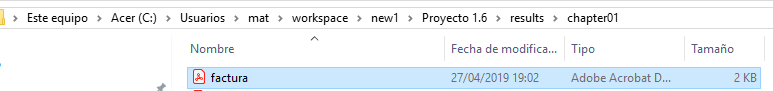 Este equipo > Acer (C:) > Usuarios > mat > workspace > new1 > Proyecto 1.6 > results > chapter01
Nombre Fecha de modifica... Tipo Tamaño
factura 27/04/2019 19:02 Adobe Acrobat D... 2 KB